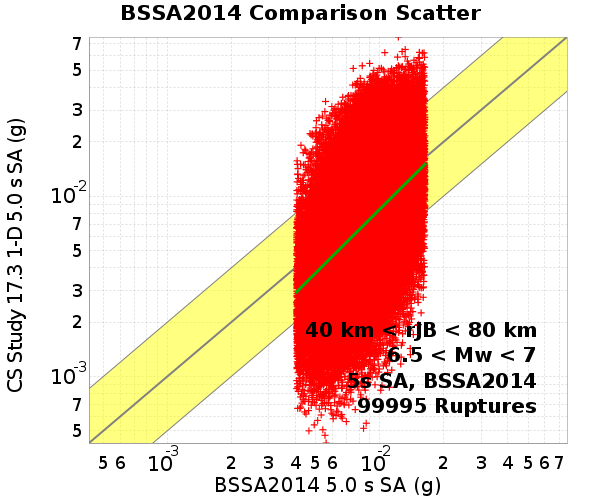 BSSA2014 Comparison Scatter
CS Study 17.3 1-D 5.0 s SA (g)
7
5
3
2
10-2
7
5
3
2
10-3
7
5
40 km < rJB < 80 km
6.5 < Mw < 7
5s SA, BSSA2014
99995 Ruptures
5 6 10-3 2 3 4 5 6 10-2 2 3 4 5 6 7
BSSA2014 5.0 s SA (g)